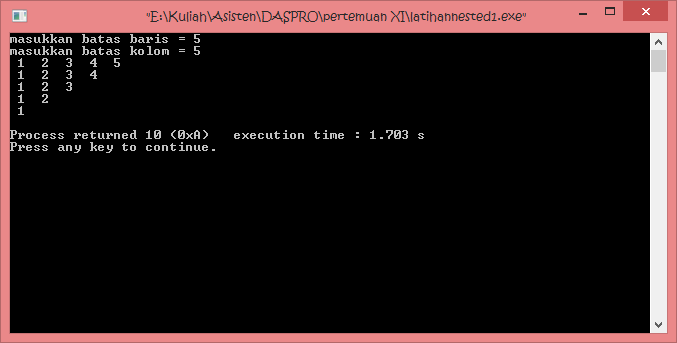 "E:\Kuliah\Asisten\DASPRO\pertemuan XI\latihannested1.exe"
masukkan batas baris = 5
masukkan batas kolom = 5
1 2 3 4 5
1 2 3 4
1 2 3
1 2
1
Process returned 10 (0xA) execution time : 1.703 s
Press any key to continue.